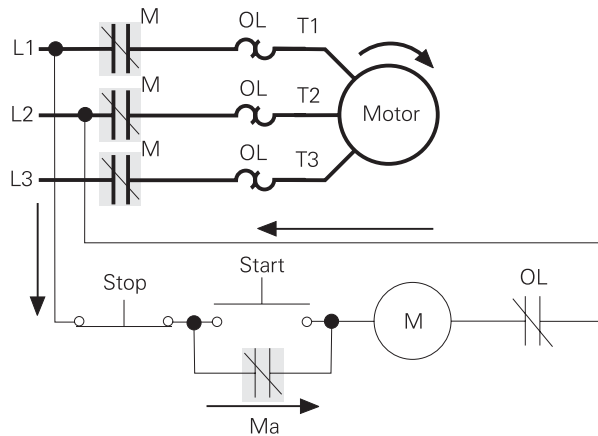 M OL T1
L1
M OL T2
L2 Motor
M OL T3
L3
Stop Start OL
M
Ma